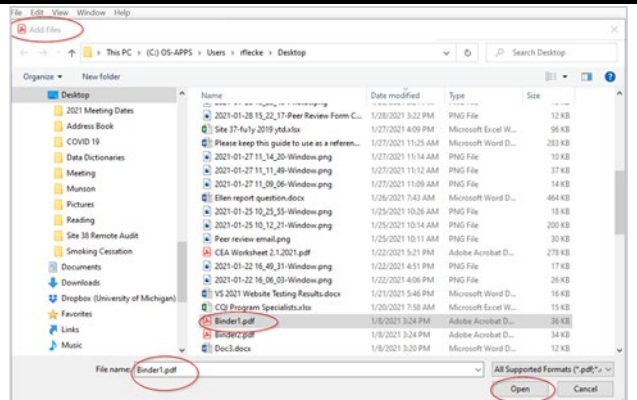 File Edit View Window Help
Add Files
This PC > (C:) OS-APPS > Users > rflecke > Desktop
Search Desktop
Organize New folder
Name Date modified Type Size
Desktop
2021 Meeting Dates
Address Book
COVID 19
Data Dictionaries
Meeting
Munson
Pictures
Reading
Site 38 Remote Audit
Smoking Cessation
Documents
Downloads
Dropbox (University of Michigan)
Favorites
Links
Music
2021-01-28 15_22_17-Peer Review Form C... 1/28/2021 3:22 PM PNG File 12 KB
Site 37-fu1y 2019 ytd.xlsx 1/27/2021 4:09 PM Microsoft Excel W... 96 KB
Please keep this guide to use as a referen... 1/27/2021 11:25 AM Microsoft Word D... 283 KB
2021-01-27 11_14_20-Window.png 1/27/2021 11:14 AM PNG File 10 KB
2021-01-27 11_11_49-Window.png 1/27/2021 11:12 AM PNG File 37 KB
2021-01-27 11_09_06-Window.png 1/27/2021 11:09 AM PNG File 14 KB
Ellen report question.docx 1/26/2021 7:43 AM Microsoft Word D... 464 KB
2021-01-25 10_25_55-Window.png 1/25/2021 10:26 AM PNG File 18 KB
2021-01-25 10_12_21-Window.png 1/25/2021 10:14 AM PNG File 200 KB
Peer review email.png 1/25/2021 10:11 AM PNG File 30 KB
CEA Worksheet 2.1.2021.pdf 1/22/2021 5:21 PM Adobe Acrobat D... 278 KB
2021-01-22 16_49_31-Window.png 1/22/2021 4:51 PM PNG File 17 KB
2021-01-22 16_06_03-Window.png 1/22/2021 4:06 PM PNG File 26 KB
VS 2021 Website Testing Results.docx 1/21/2021 5:46 PM Microsoft Word D... 16 KB
CQI Program Specialists.xlsx 1/20/2021 7:58 AM Microsoft Excel W... 15 KB
Binder1.pdf 1/8/2021 3:24 PM Adobe Acrobat D... 36 KB
Binder2.pdf 1/8/2021 3:24 PM Adobe Acrobat D... 34 KB
Doc3.docx 1/8/2021 3:20 PM Microsoft Word D... 12 KB
File name: Binder1.pdf
All Supported Formats (*.pdf;*.
Open Cancel